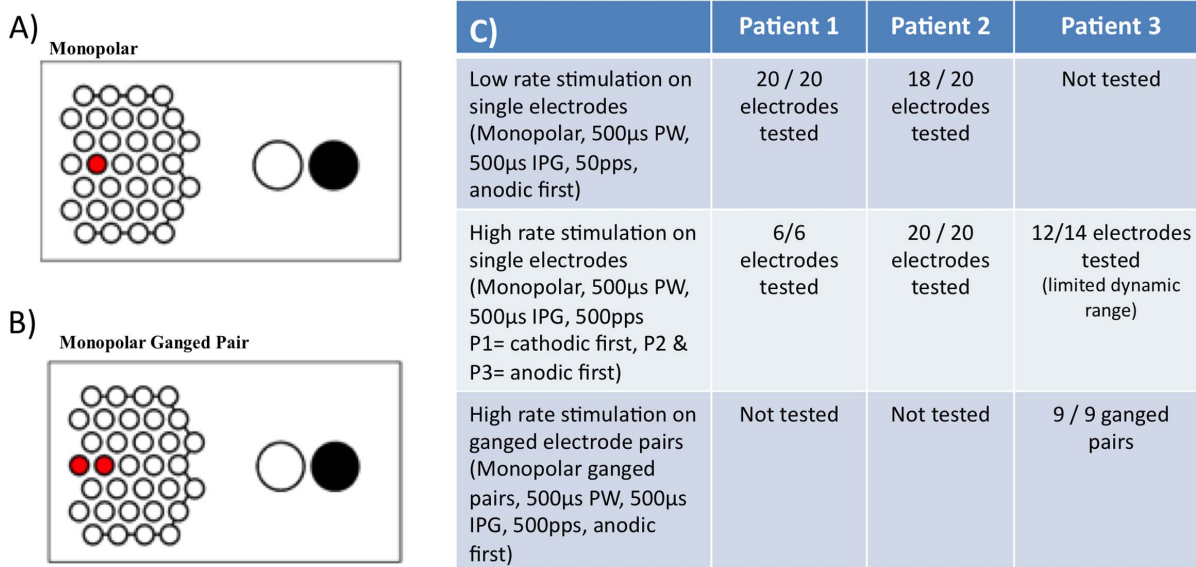 A)
Monopolar
B)
Monopolar Ganged Pair
C)
Patient 1
Patient 2
Patient 3
Low rate stimulation on
single electrodes
(Monopolar, 500µs PW,
500µs IPG, 50pps,
anodic first)
20 / 20
electrodes
tested
18 / 20
electrodes
tested
Not tested
High rate stimulation on
single electrodes
(Monopolar, 500µs PW,
500µs IPG, 500pps
P1= cathodic first, P2 &
P3= anodic first)
6/6
electrodes
tested
20 / 20
electrodes
tested
12/14 electrodes
tested
(limited dynamic
range)
High rate stimulation on
ganged electrode pairs
(Monopolar ganged
pairs, 500µs PW, 500µs
IPG, 500pps, anodic
first)
Not tested
Not tested
9 / 9 ganged
pairs